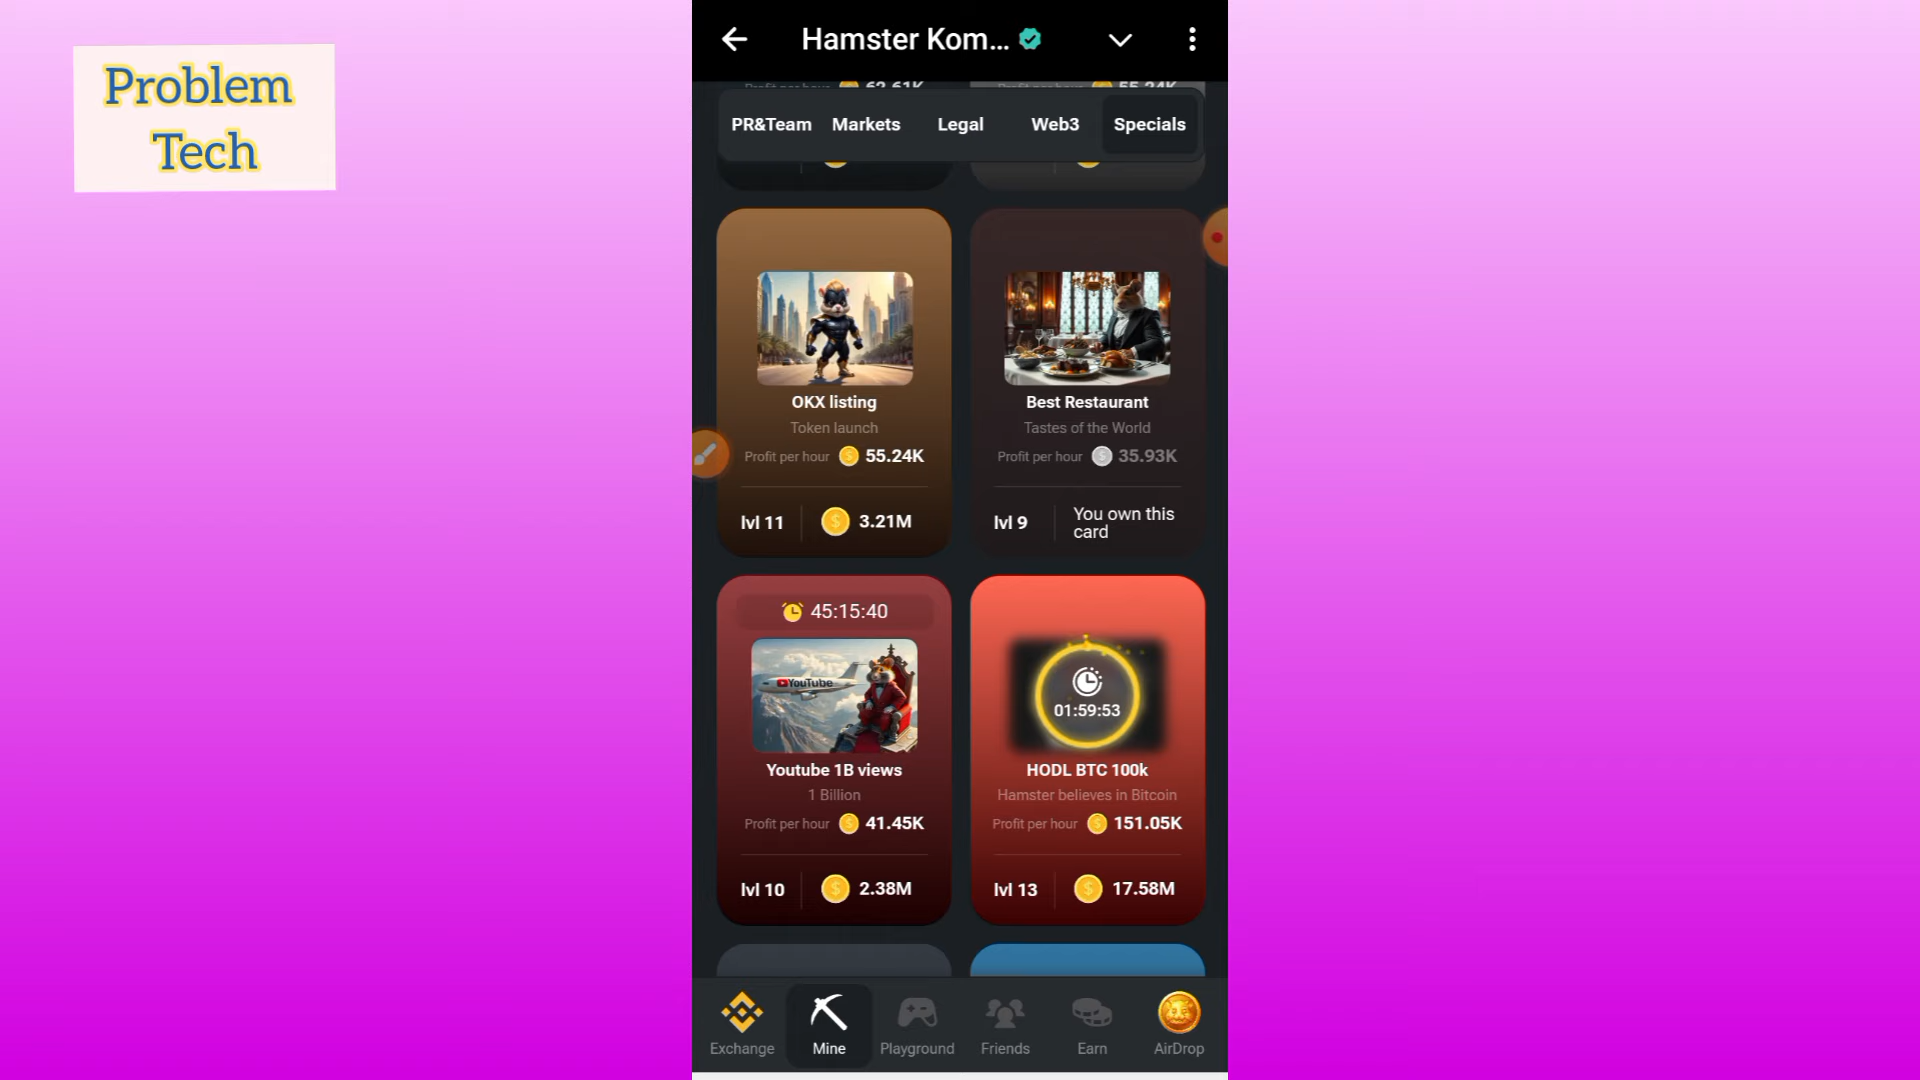 Problem
Tech
Hamster Kom...
Profit per hour 62.61K
Profit per hour 55.24K
PR&Team Markets Legal Web3 Specials
OKX listing
Token launch
Profit per hour 55.24K
lvl 11 3.21M
Best Restaurant
Tastes of the World
Profit per hour 35.93K
lvl 9 You own this
card
45:15:40
YouTube
Youtube 1B views
1 Billion
Profit per hour 41.45K
lvl 10 2.38M
01:59:53
HODL BTC 100k
Hamster believes in Bitcoin
Profit per hour 151.05K
lvl 13 17.58M
Exchange Mine Playground Friends Earn AirDrop